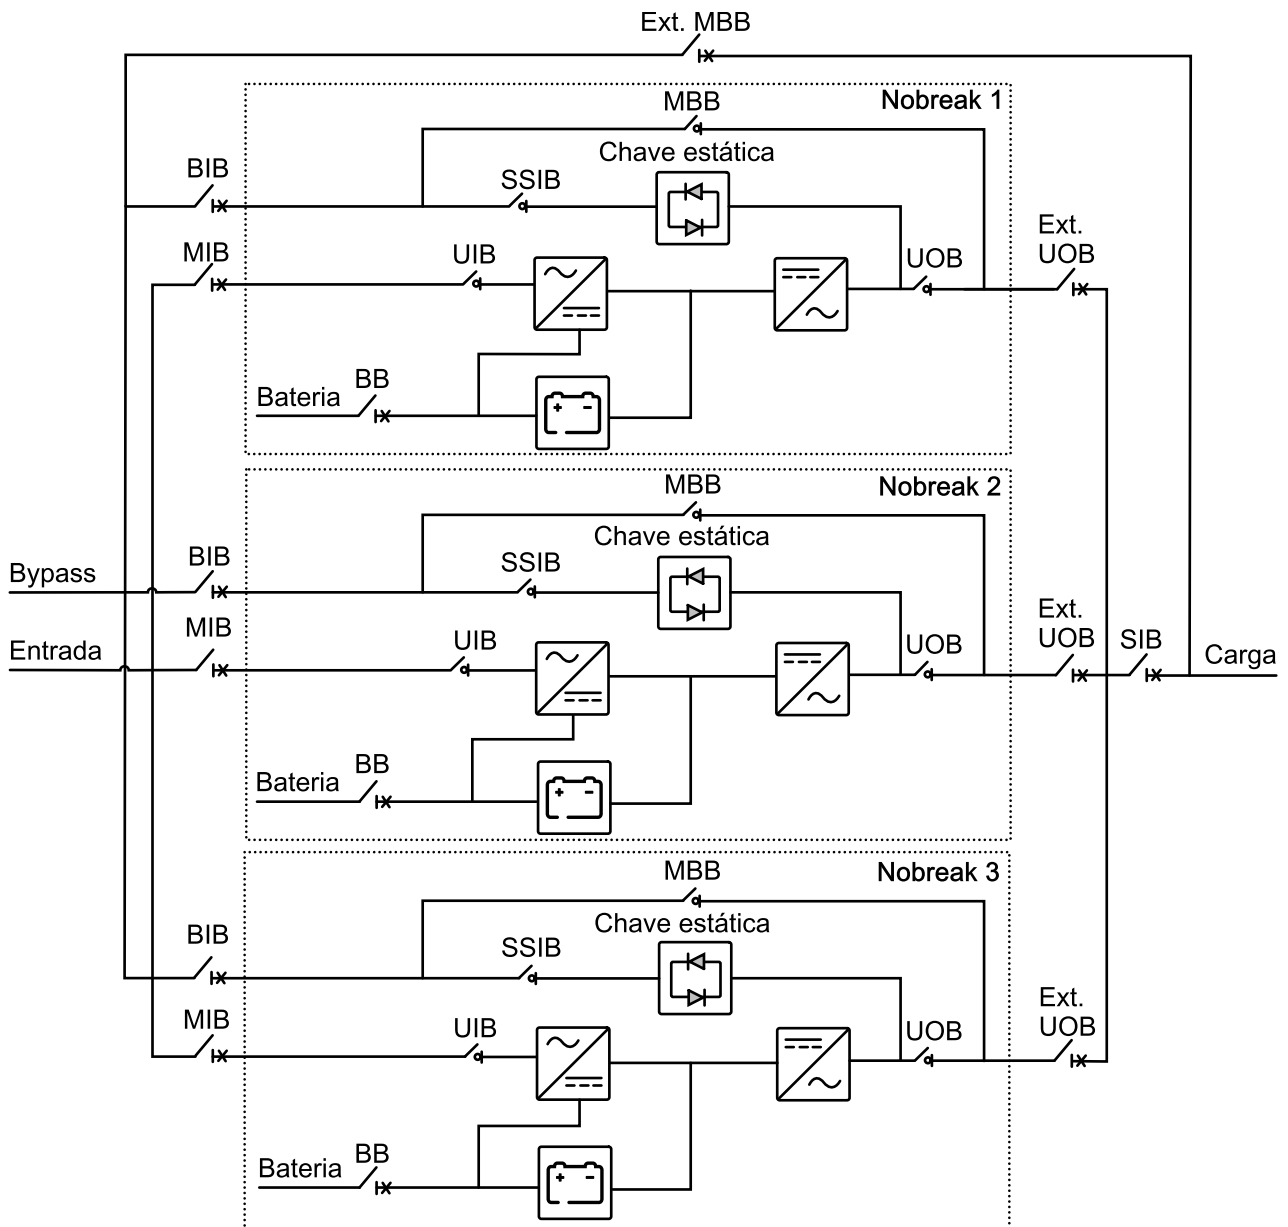 Ext. MBB
Nobreak 1
MBB
Chave estática
BIB
SSIB
Ext.
UOB
MIB
UIB
UOB
BB
Bateria
Nobreak 2
MBB
Chave estática
BIB
SSIB
Bypass
Ext.
UOB
MIB
UIB
UOB
SIB
Entrada
Carga
BB
Bateria
Nobreak 3
MBB
Chave estática
BIB
SSIB
Ext.
UOB
MIB
UIB
UOB
BB
Bateria